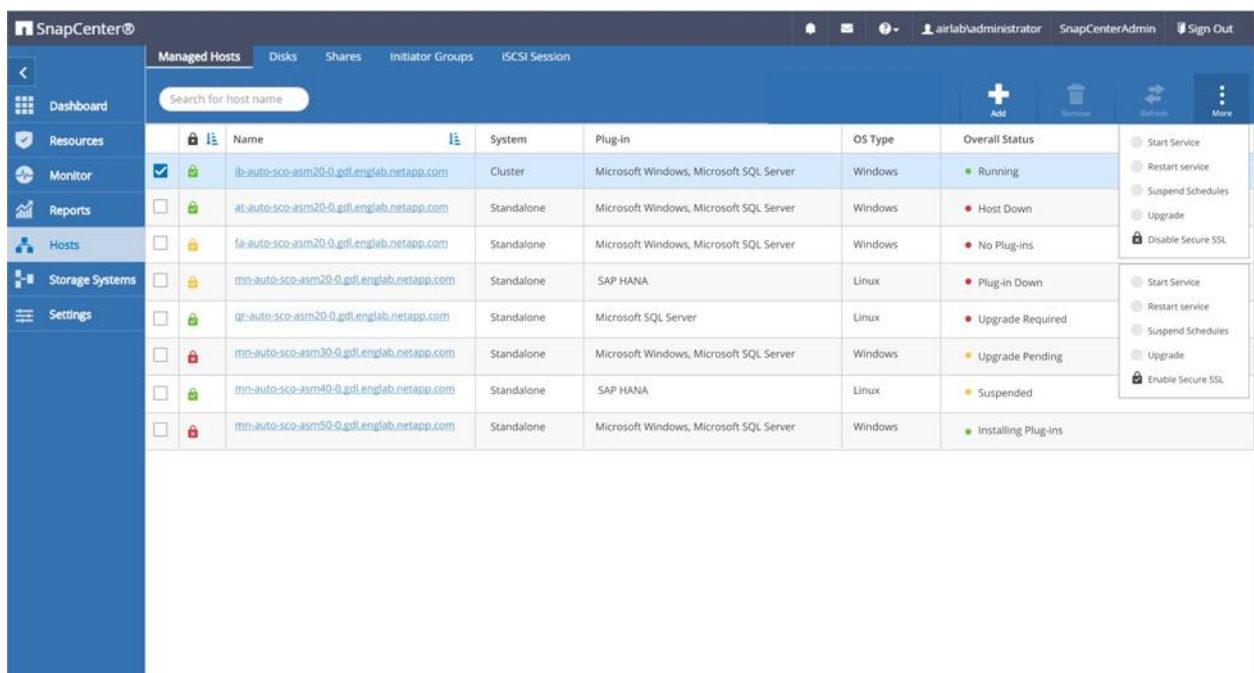 SnapCenter®
airlab\administrator SnapCenterAdmin Sign Out
Managed Hosts Disks Shares Initiator Groups iSCSI Session
Search for host name
Add Remove Refresh More
Dashboard
Resources
Monitor
Reports
Hosts
Storage Systems
Settings
Name System Plug-in OS Type Overall Status
ib-auto-sco-asm20-0.gdl.englab.netapp.com Cluster Microsoft Windows, Microsoft SQL Server Windows Running
at-auto-sco-asm20-0.gdl.englab.netapp.com Standalone Microsoft Windows, Microsoft SQL Server Windows Host Down
fa-auto-sco-asm20-0.gdl.englab.netapp.com Standalone Microsoft Windows, Microsoft SQL Server Windows No Plug-ins
mn-auto-sco-asm20-0.gdl.englab.netapp.com Standalone SAP HANA Linux Plug-in Down
qr-auto-sco-asm20-0.gdl.englab.netapp.com Standalone Microsoft SQL Server Linux Upgrade Required
mn-auto-sco-asm30-0.gdl.englab.netapp.com Standalone Microsoft Windows, Microsoft SQL Server Windows Upgrade Pending
mn-auto-sco-asm40-0.gdl.englab.netapp.com Standalone SAP HANA Linux Suspended
mn-auto-sco-asm50-0.gdl.englab.netapp.com Standalone Microsoft Windows, Microsoft SQL Server Windows Installing Plug-ins
Start Service
Restart service
Suspend Schedules
Upgrade
Disable Secure SSL
Start Service
Restart service
Suspend Schedules
Upgrade
Enable Secure SSL